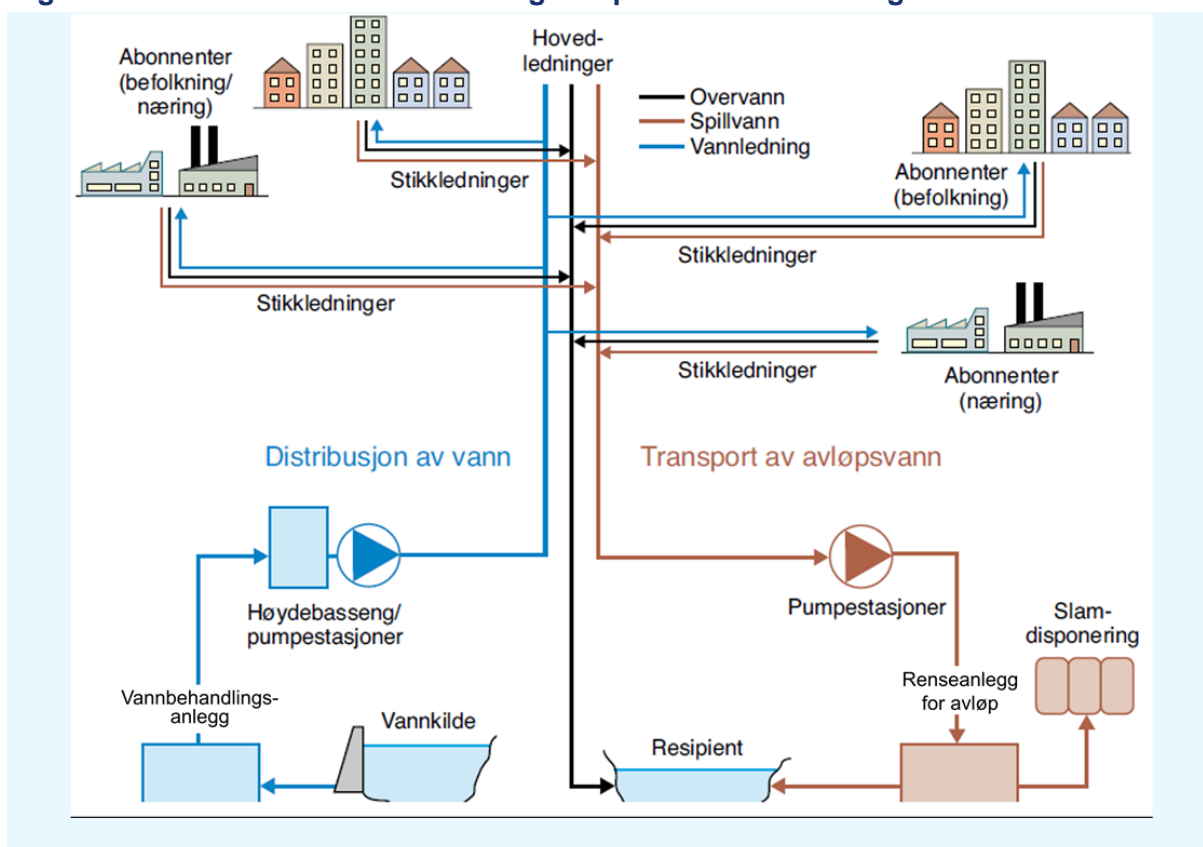 Abonnenter
(befolkning/
næring)
Hoved-
ledninger
Overvann
Spillvann
Vannledning
Stikkledninger
Abonnenter
(befolkning)
Stikkledninger
Stikkledninger
Stikkledninger
Abonnenter
(næring)
Distribusjon av vann
Transport av avløpsvann
Høydebasseng/
pumpestasjoner
Pumpestasjoner
Slam-
disponering
Vannbehandlings-
anlegg
Vannkilde
Resipient
Renseanlegg
for avløp